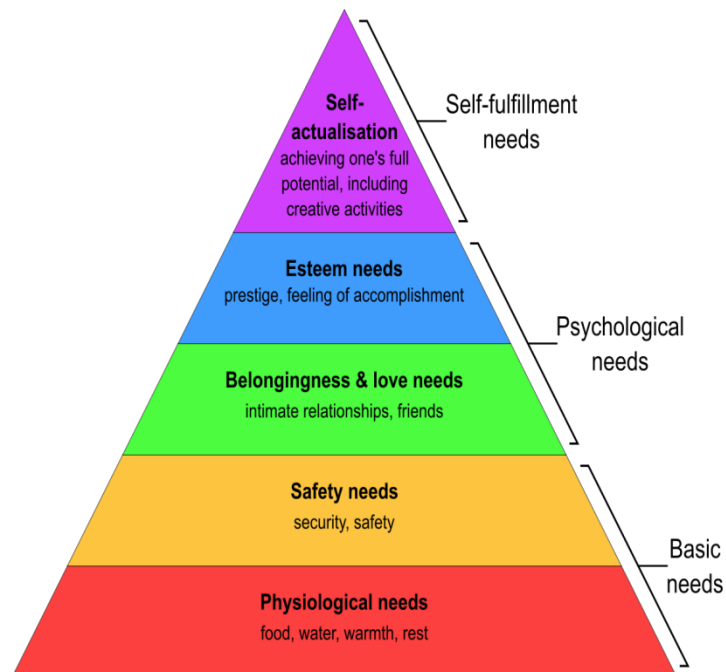 Self-
actualisation
achieving one's full
potential, including
creative activities
Self-fulfillment
needs
Esteem needs
prestige, feeling of accomplishment
Psychological
needs
Belongingness & love needs
intimate relationships, friends
Safety needs
security, safety
Basic
needs
Physiological needs
food, water, warmth, rest